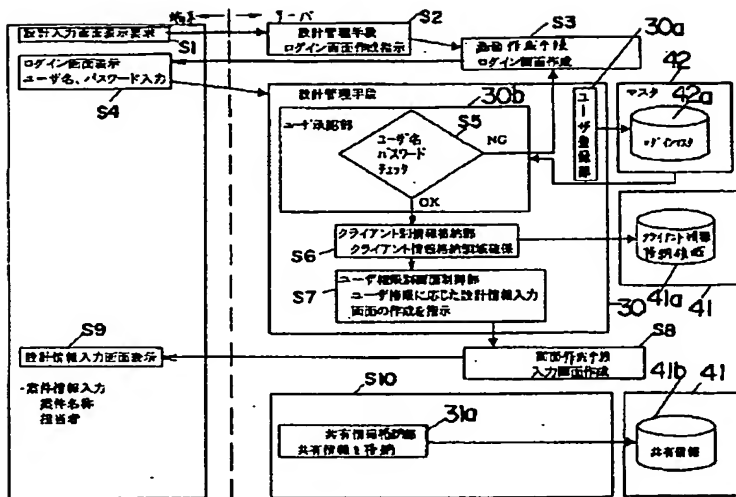 端末
サーバ
設計入力画面表示要求
S1
設計管理手段
ログイン画面作成指示
S2
S3
画面作成手段
ログイン画面作成
30a
ログイン画面表示
ユーザ名、パスワード入力
S4
設計管理手段
30b
ユーザ承認部
S5
ユーザ名
パスワード
チェック
NG
OK
ユーザ登録部
42
マスタ
42a
ログインマスタ
S6
クライアント別情報格納部
クライアント情報格納領域確保
クライアント別情報
41a
41
S7
ユーザ権限別画面制御部
ユーザ権限に応じた設計情報入力
画面の作成を指示
30
S8
画面作成手段
入力画面作成
S9
設計情報入力画面表示
・案件情報入力
案件名称
担当者
S10
31a
共有情報格納部
共有情報を格納
41b
41
共有情報